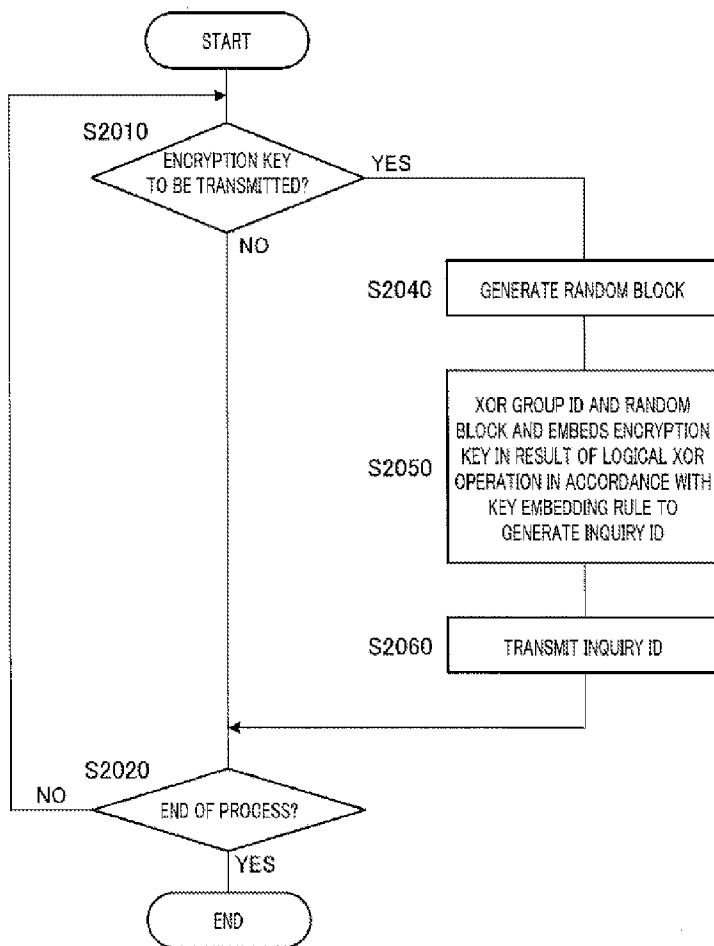 START
S2010
ENCRYPTION KEY
TO BE TRANSMITTED?
YES
NO
S2040
GENERATE RANDOM BLOCK
S2050
XOR GROUP ID AND RANDOM
BLOCK AND EMBEDS ENCRYPTION
KEY IN RESULT OF LOGICAL XOR
OPERATION IN ACCORDANCE WITH
KEY EMBEDDING RULE TO
GENERATE INQUIRY ID
S2060
TRANSMIT INQUIRY ID
S2020
NO
END OF PROCESS?
YES
END